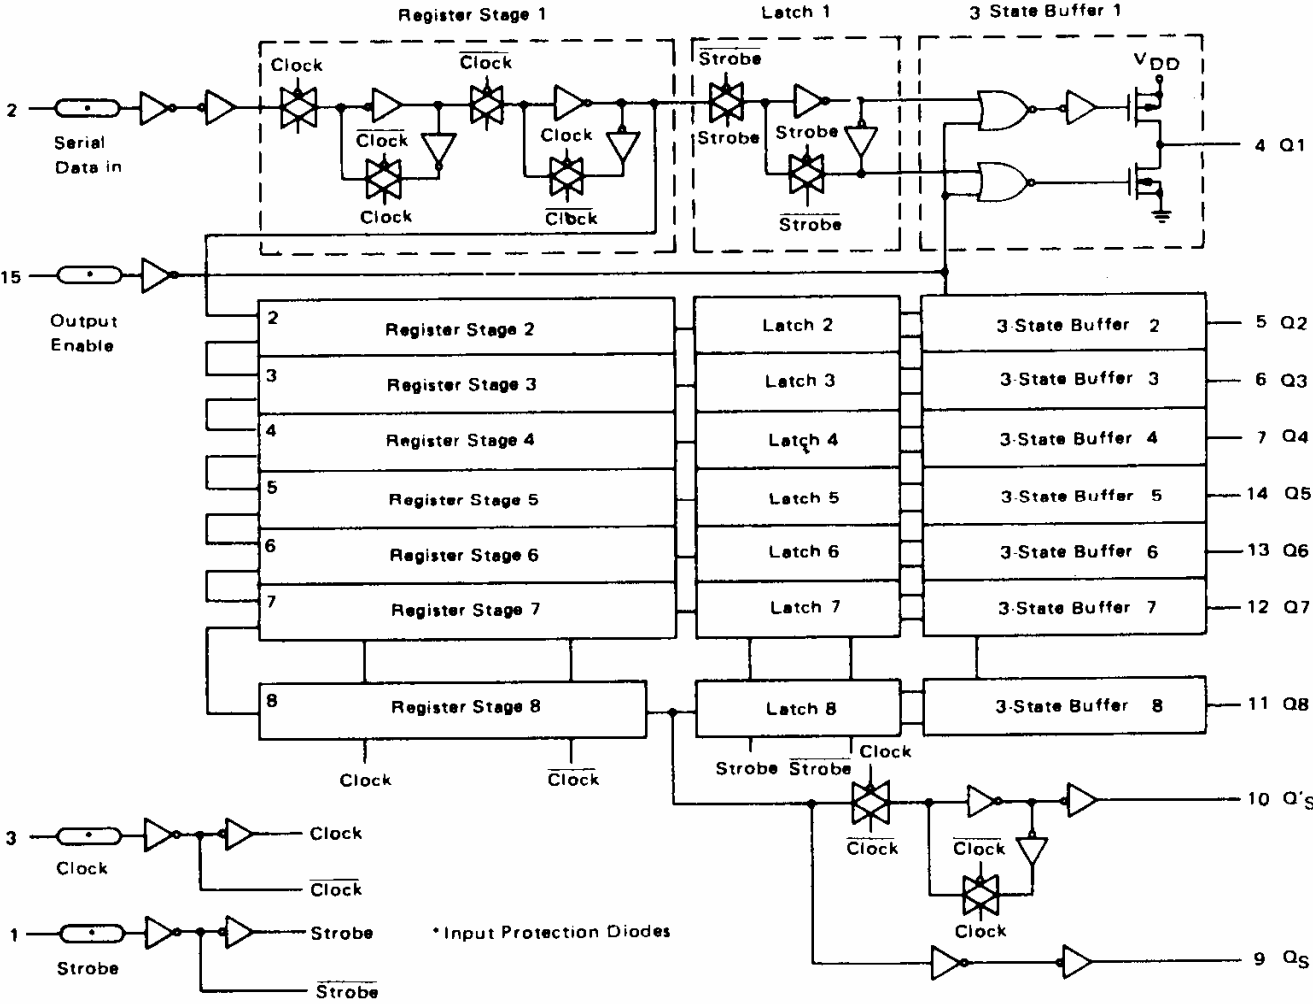 Register Stage 1
Latch 1
3 State Buffer 1
Clock
Clock
Strobe
VDD
2
Serial
Data in
Clock
Clock
Strobe
Strobe
4 Q1
Clock
Clock
Strobe
15
Output
Enable
2 Register Stage 2 Latch 2 3-State Buffer 2 5 Q2
3 Register Stage 3 Latch 3 3-State Buffer 3 6 Q3
4 Register Stage 4 Latch 4 3-State Buffer 4 7 Q4
5 Register Stage 5 Latch 5 3-State Buffer 5 14 Q5
6 Register Stage 6 Latch 6 3-State Buffer 6 13 Q6
7 Register Stage 7 Latch 7 3-State Buffer 7 12 Q7
8 Register Stage 8 Latch 8 3-State Buffer 8 11 Q8
Clock
Clock
Strobe
Strobe
Clock
10 Q'S
3
Clock
Clock
Clock
Clock
Clock
Clock
1
Strobe
Strobe
Strobe
*Input Protection Diodes
9 QS